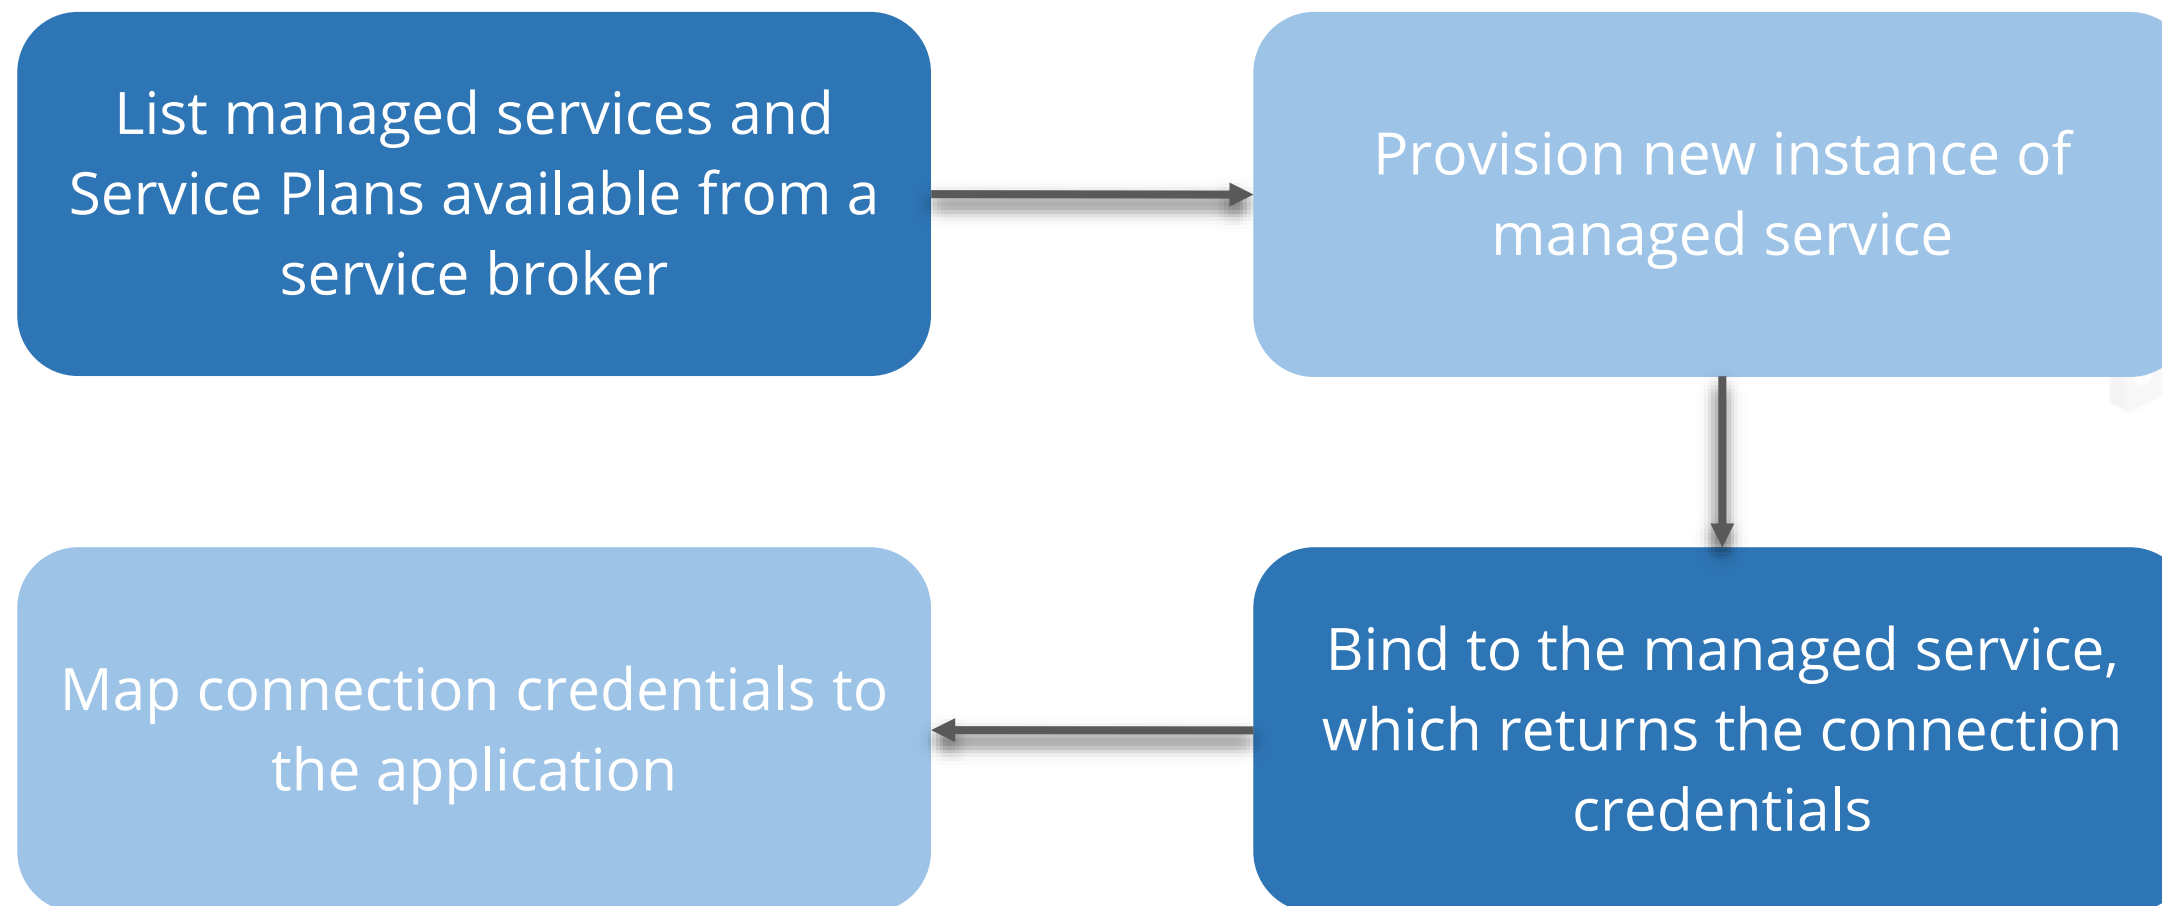 List managed services and
Service Plans available from a
service broker
Provision new instance of
managed service
Bind to the managed service,
which returns the connection
credentials
Map connection credentials to
the application